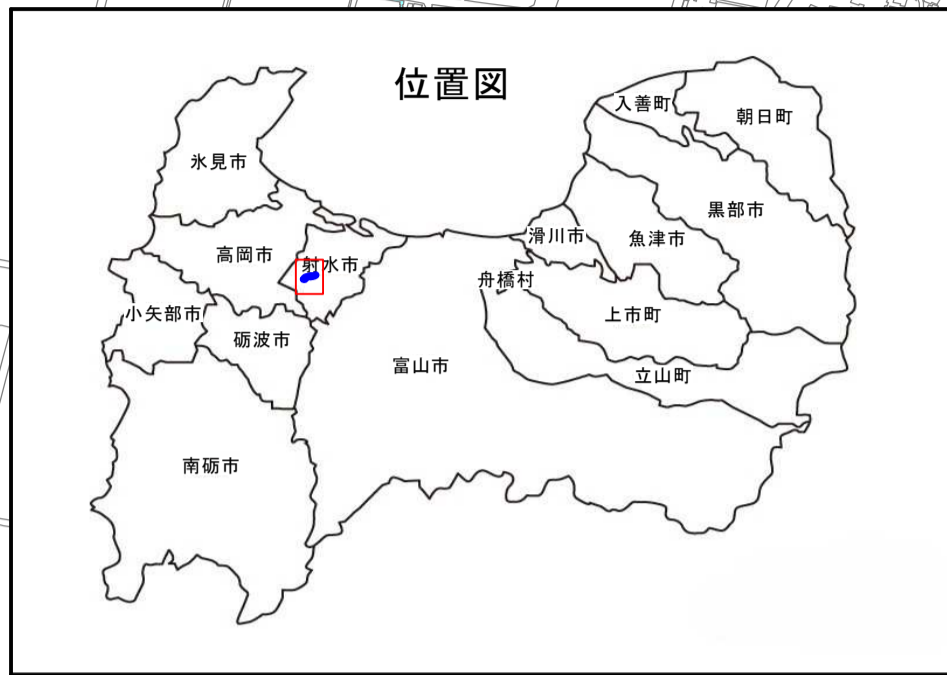 位置図
入善町
朝日町
氷見市
黒部市
滑川市
魚津市
高岡市
射水市
舟橋村
小矢部市
砺波市
上市町
富山市
立山町
南砺市